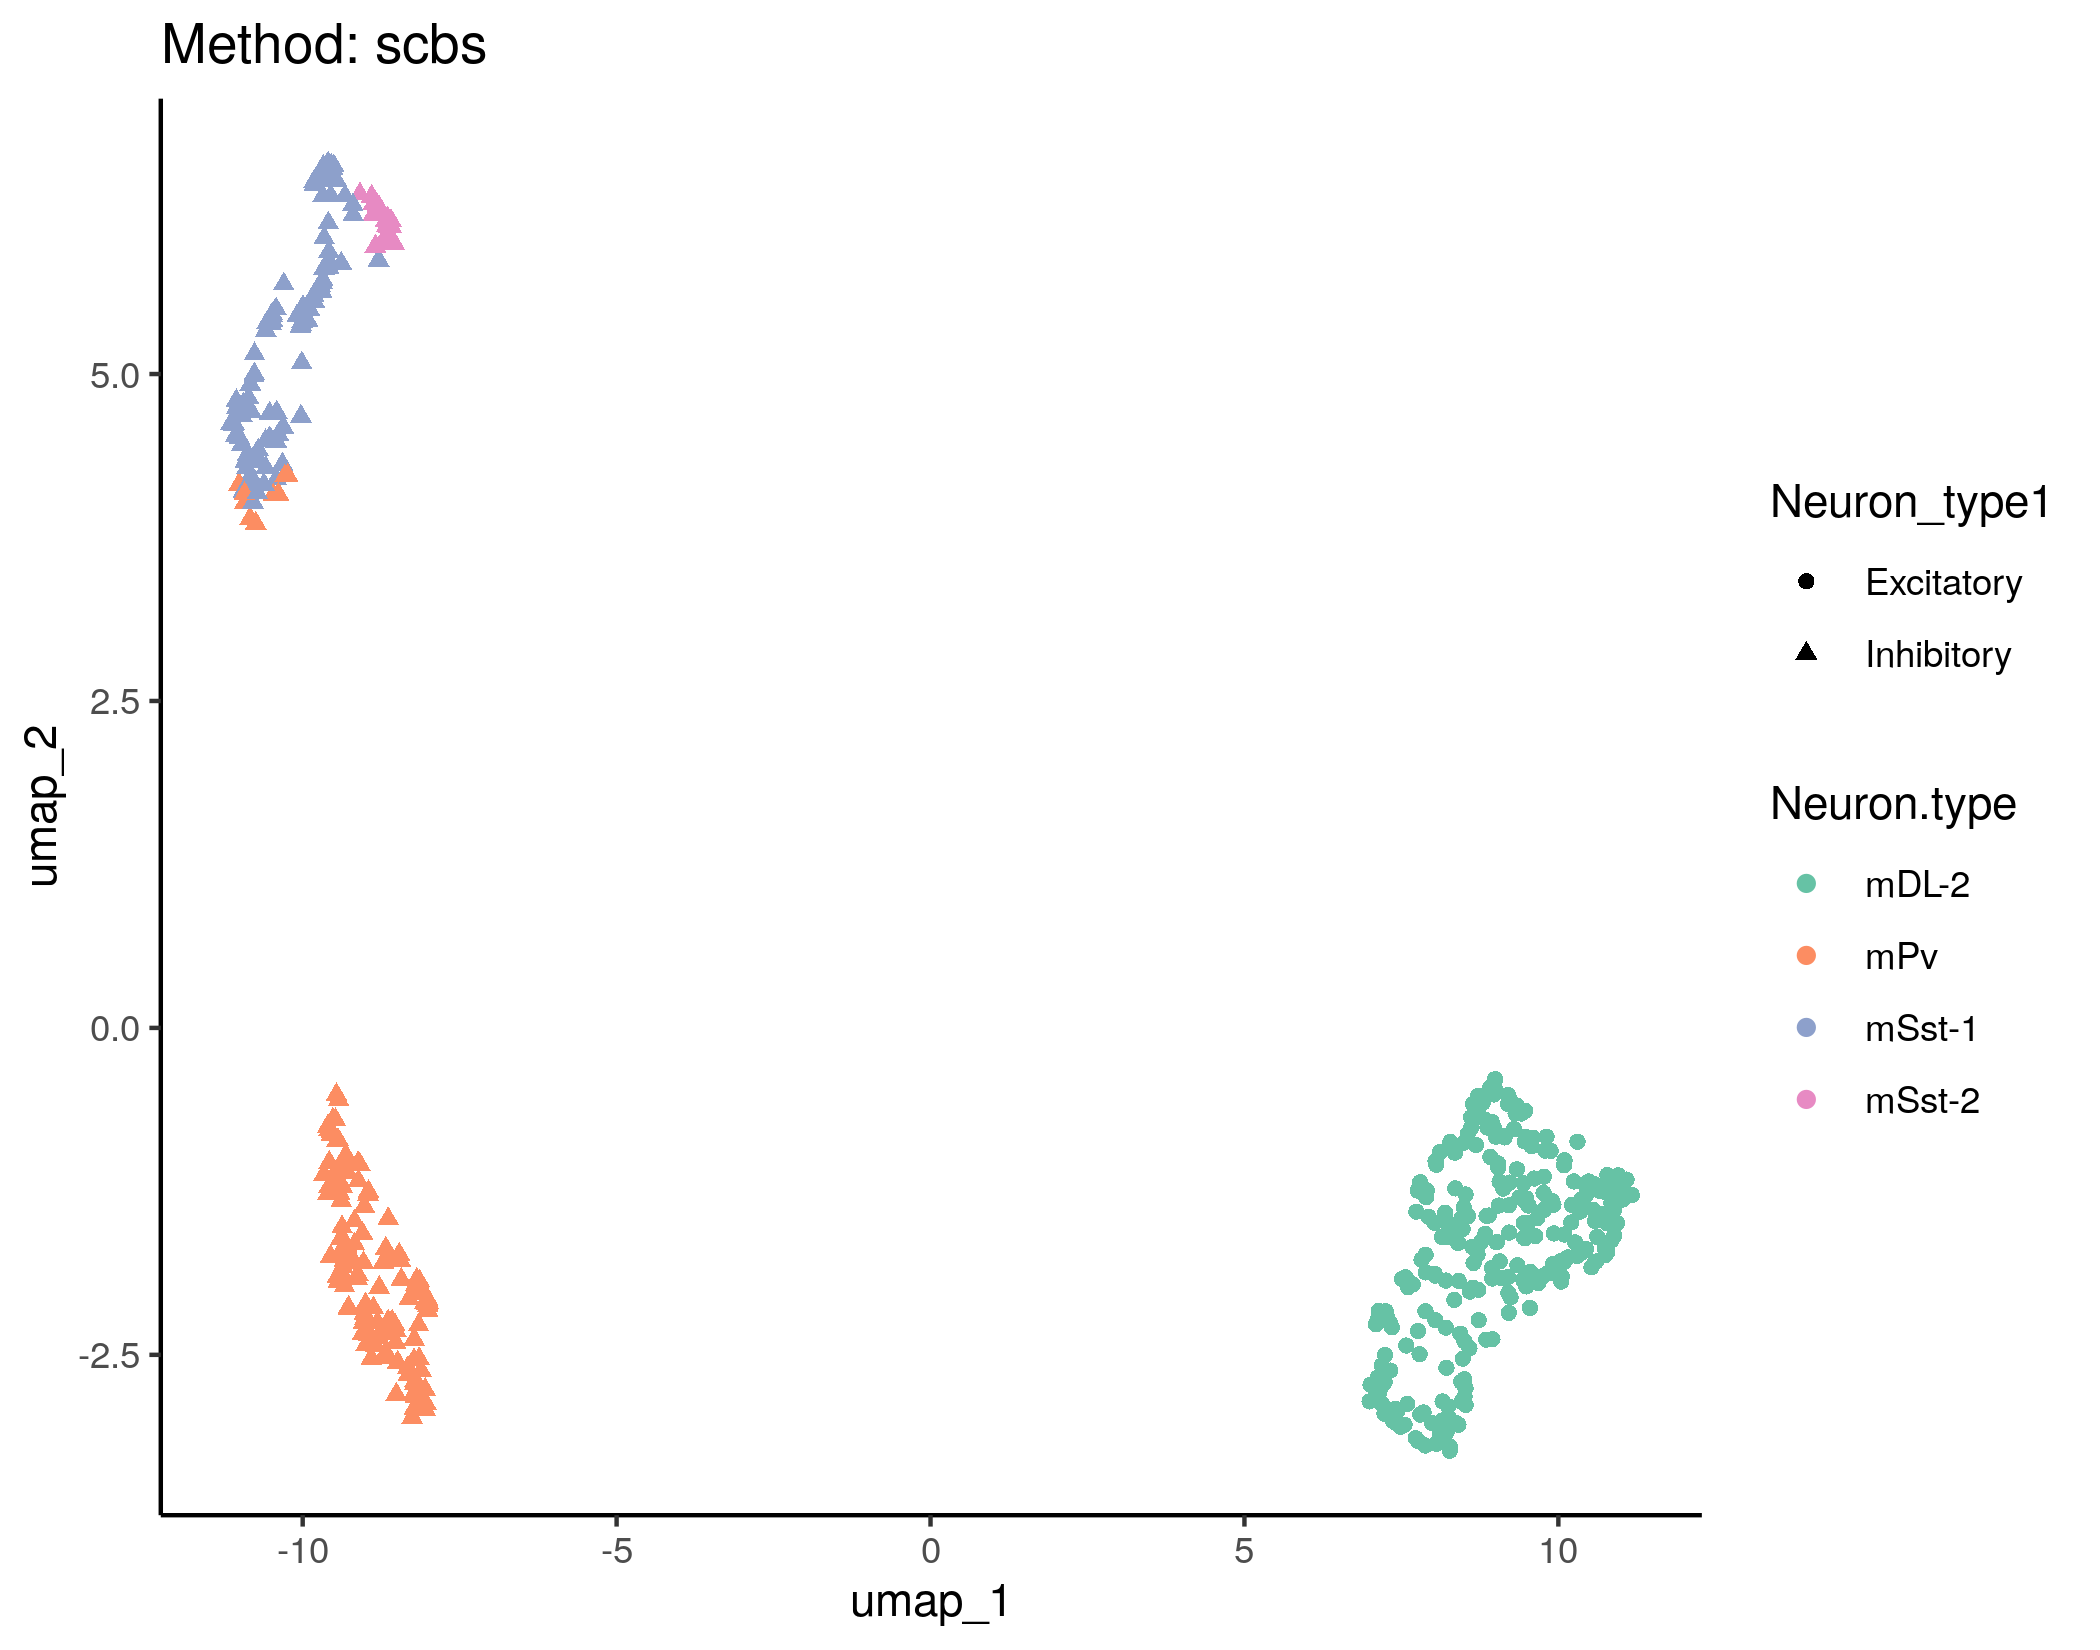 Method: scbs
umap_2
5.0
2.5
0.0
-2.5
-10
-5
0
5
10
umap_1
Neuron_type1
Excitatory
Inhibitory
Neuron.type
mDL-2
mPv
mSst-1
mSst-2